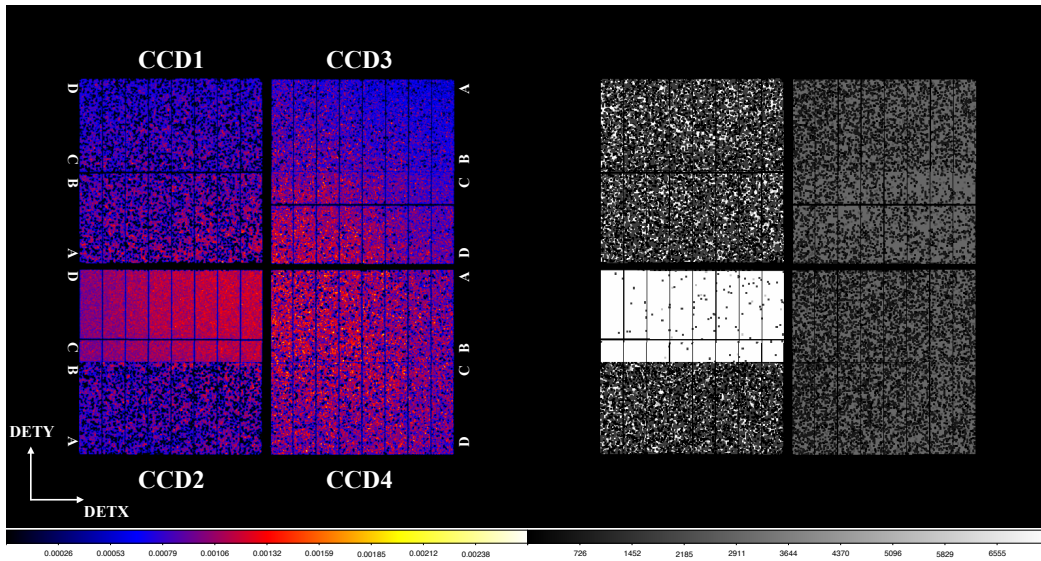 CCD1 CCD3
D A
C B
B C
A D
D A
C B
B C
A D
DETY
CCD2 CCD4
DETX
0.00026 0.00053 0.00079 0.00106 0.00132 0.00159 0.00185 0.00212 0.00238 726 1452 2185 2911 3644 4370 5096 5829 6555